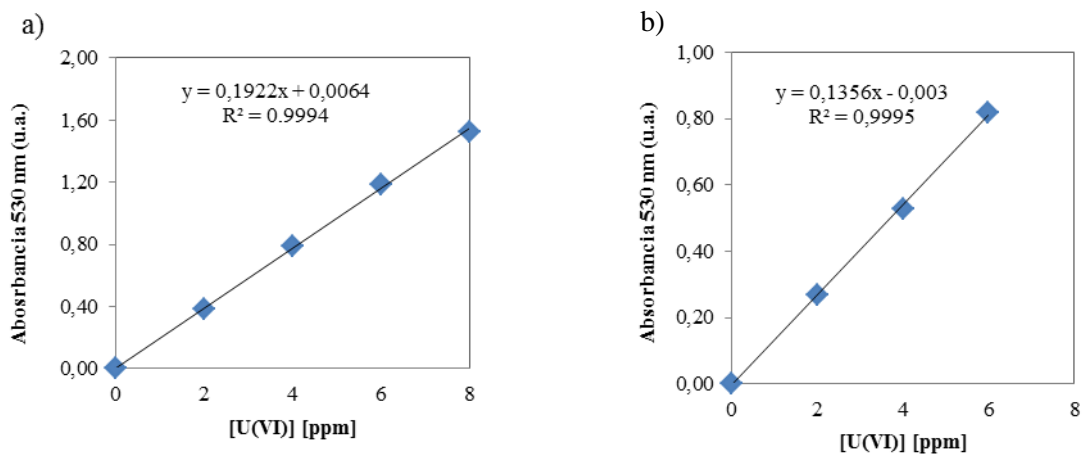 a)
2,00
1,60
1,20
0,80
0,40
0,00
y = 0,1922x + 0,0064
R² = 0.9994
Abosrbancia 530 nm (u.a.)
0 2 4 6 8
[U(VI)] [ppm]
b)
1,00
0,80
0,60
0,40
0,20
0,00
y = 0,1356x - 0,003
R² = 0,9995
Absorbancia 530 nm (u.a.)
0 2 4 6 8
[U(VI)] [ppm]